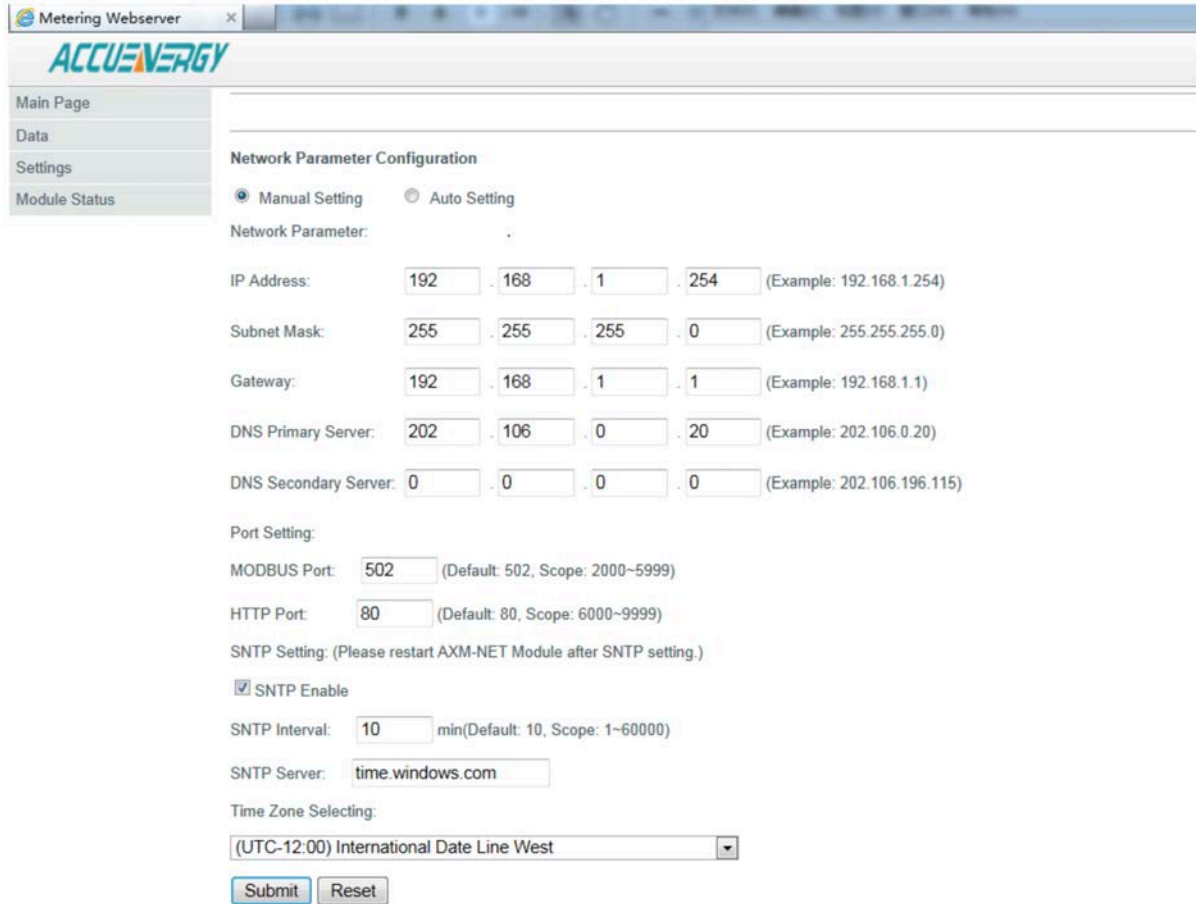 Metering Webserver ×
ACCUENERGY
Main Page
Data
Settings
Module Status
Network Parameter Configuration
Manual Setting Auto Setting
Network Parameter: .
IP Address: 192 . 168 . 1 . 254 (Example: 192.168.1.254)
Subnet Mask: 255 . 255 . 255 . 0 (Example: 255.255.255.0)
Gateway: 192 . 168 . 1 . 1 (Example: 192.168.1.1)
DNS Primary Server: 202 . 106 . 0 . 20 (Example: 202.106.0.20)
DNS Secondary Server: 0 . 0 . 0 . 0 (Example: 202.106.196.115)
Port Setting:
MODBUS Port: 502 (Default: 502, Scope: 2000~5999)
HTTP Port: 80 (Default: 80, Scope: 6000~9999)
SNTP Setting: (Please restart AXM-NET Module after SNTP setting.)
SNTP Enable
SNTP Interval: 10 min(Default: 10, Scope: 1~60000)
SNTP Server: time.windows.com
Time Zone Selecting:
(UTC-12:00) International Date Line West
Submit Reset